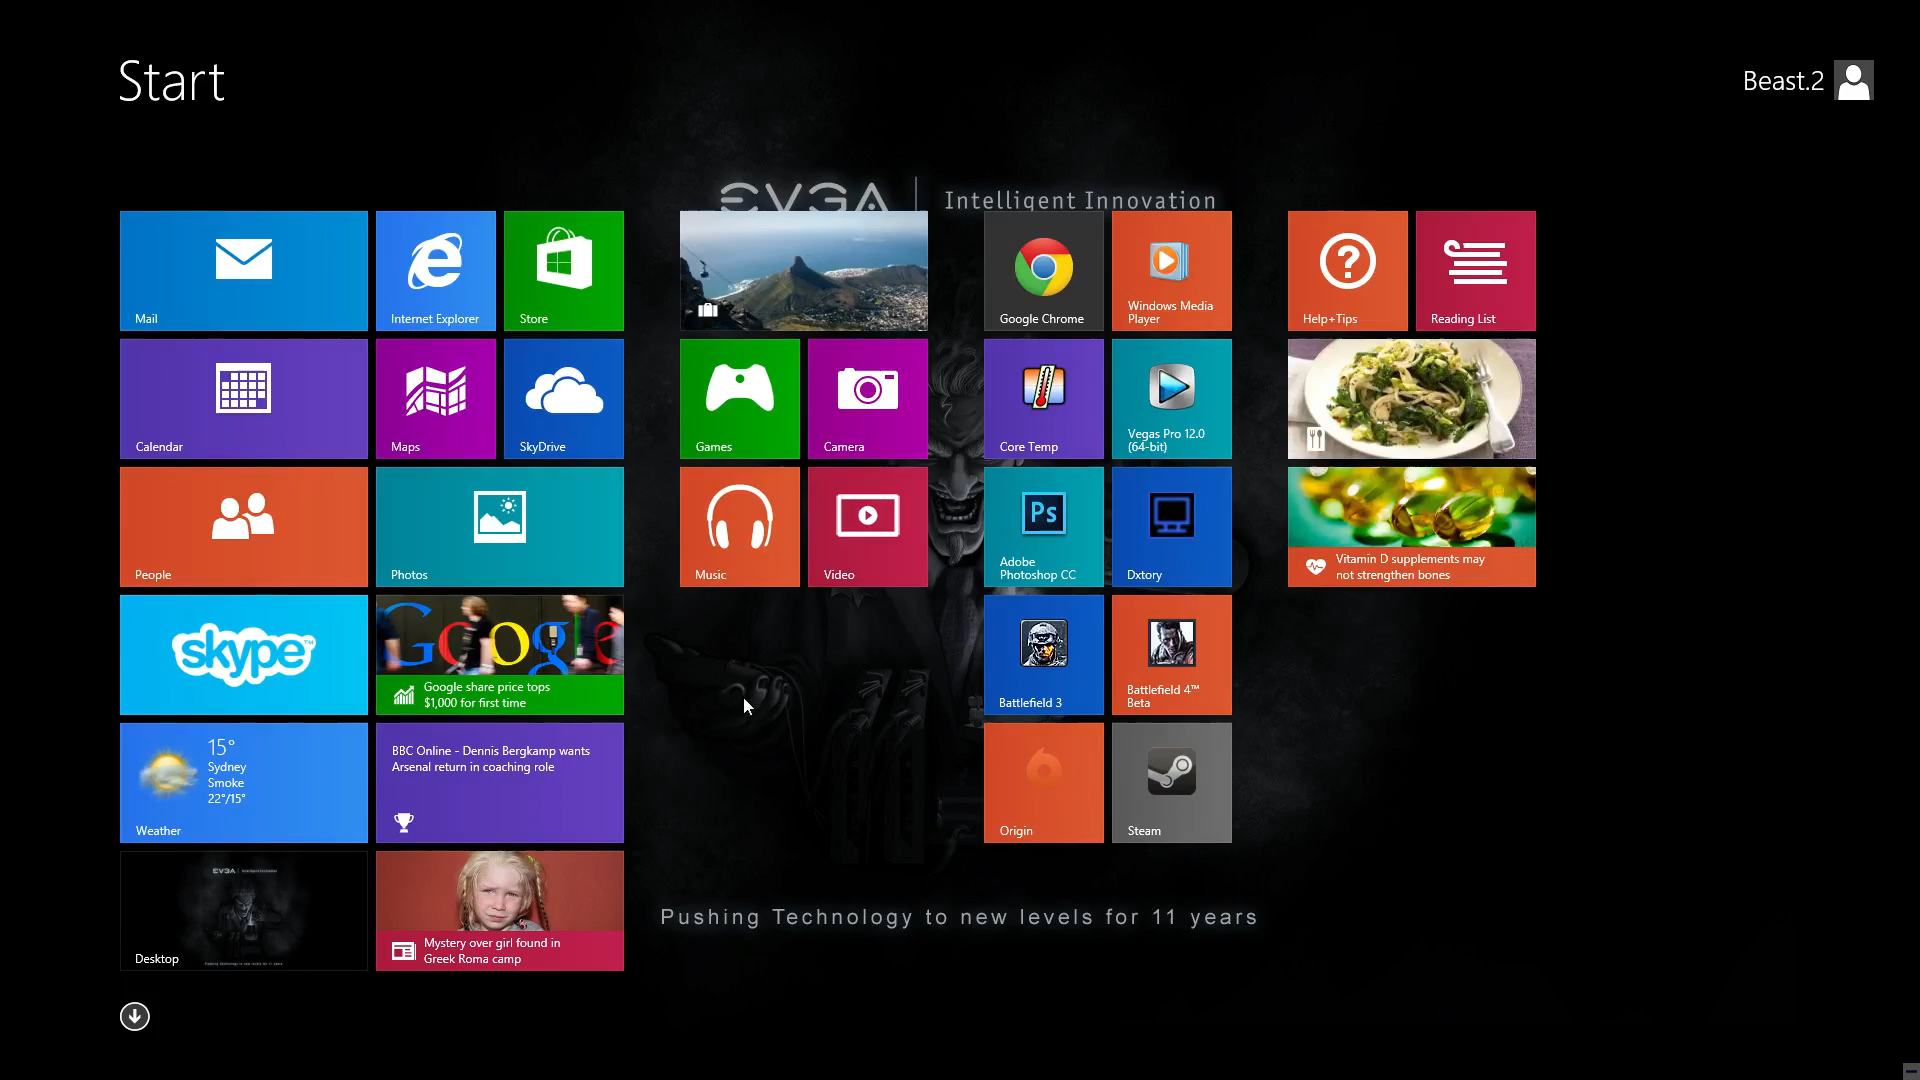 Start
Beast.2
EVGA
Intelligent Innovation
Mail
Internet Explorer
Store
Google Chrome
Windows Media
Player
Help+Tips
Reading List
Calendar
Maps
SkyDrive
Games
Camera
Core Temp
Vegas Pro 12.0
(64-bit)
People
Photos
Music
Video
Ps
Adobe
Photoshop CC
Dxtory
Vitamin D supplements may
not strengthen bones
skype™
Google
Google share price tops
$1,000 for first time
Battlefield 3
Battlefield 4™
Beta
15°
Sydney
Smoke
22°/15°
Weather
BBC Online - Dennis Bergkamp wants
Arsenal return in coaching role
Origin
Steam
EVGA
Desktop
Mystery over girl found in
Greek Roma camp
Pushing Technology to new levels for 11 years